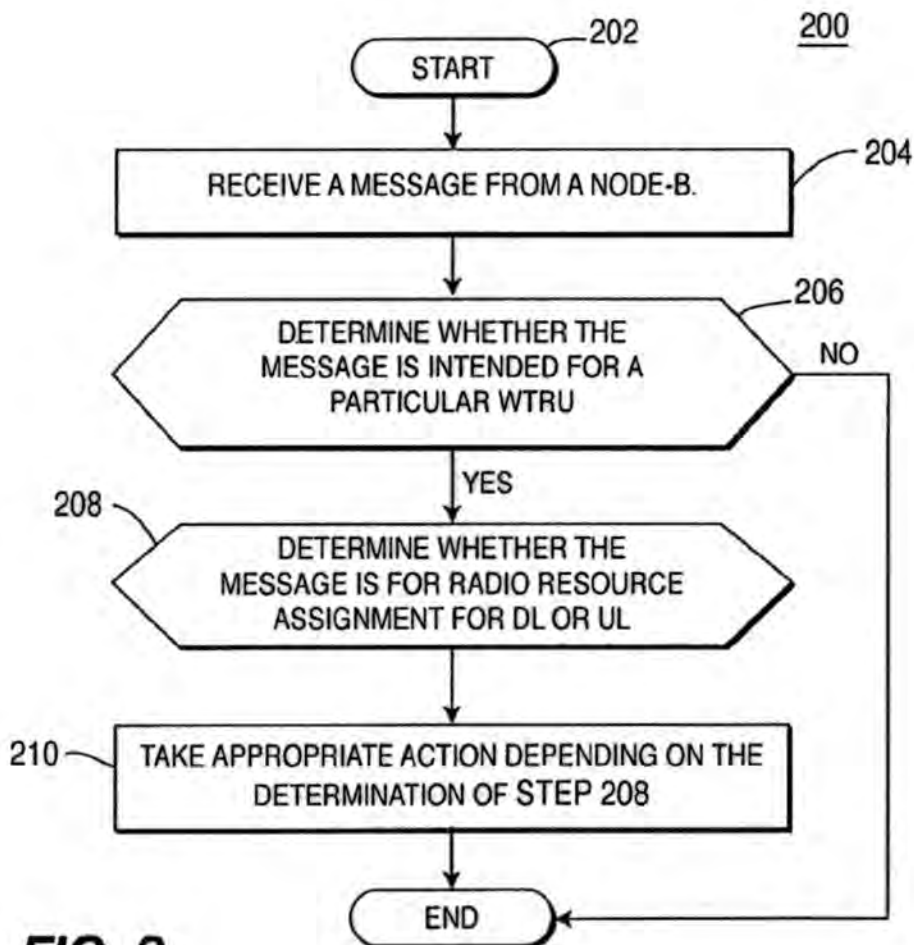 200
202
START
204
RECEIVE A MESSAGE FROM A NODE-B.
206
DETERMINE WHETHER THE
MESSAGE IS INTENDED FOR A
PARTICULAR WTRU
NO
YES
208
DETERMINE WHETHER THE
MESSAGE IS FOR RADIO RESOURCE
ASSIGNMENT FOR DL OR UL
210
TAKE APPROPRIATE ACTION DEPENDING ON THE
DETERMINATION OF STEP 208
END